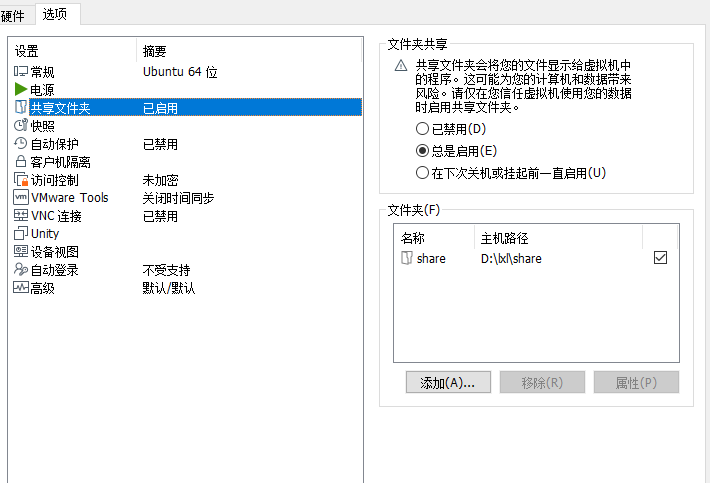 硬件 选项
设置 摘要
常规 Ubuntu 64 位
电源
共享文件夹 已启用
快照
自动保护 已禁用
客户机隔离
访问控制 未加密
VMware Tools 关闭时间同步
VNC 连接 已禁用
Unity
设备视图
自动登录 不受支持
高级 默认/默认
文件夹共享
共享文件夹会将您的文件显示给虚拟机中
的程序。这可能为您的计算机和数据带来
风险。请仅在您信任虚拟机使用您的数据
时启用共享文件夹。
已禁用(D)
总是启用(E)
在下次关机或挂起前一直启用(U)
文件夹(F)
名称 主机路径
share D:\lxl\share
添加(A)... 移除(R) 属性(P)